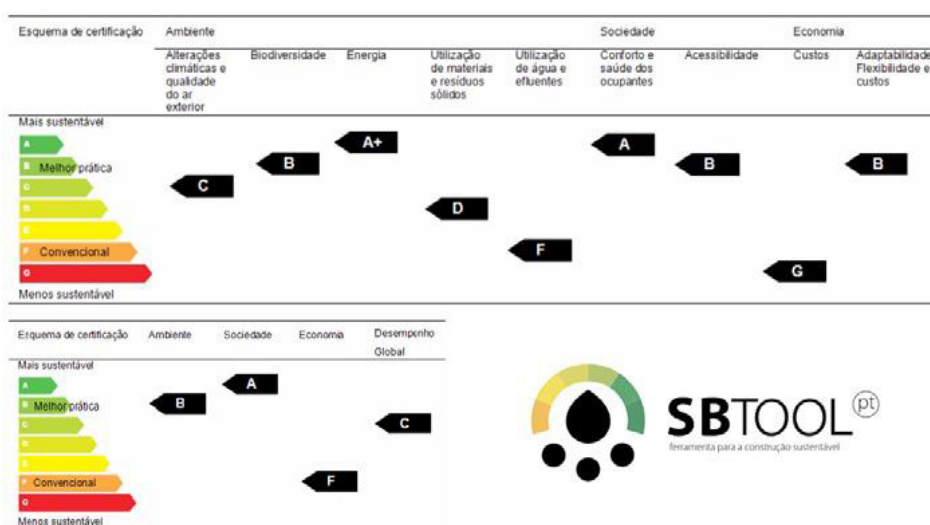 Esquema de certificação Ambiente Sociedade Economia
Alterações climáticas e qualidade do ar exterior Biodiversidade Energia Utilização de materiais e resíduos sólidos Utilização de água e efluentes Conforto e saúde dos ocupantes Acessibilidade Custos Adaptabilidade Flexibilidade e custos
Mais sustentável
A A+ A
B Melhor prática B B B
C C
D D
E
F Convencional F
G G
Menos sustentável
Esquema de certificação Ambiente Sociedade Economia Desempenho
Global
Mais sustentável
A A
B Melhor prática B
C C
D
E
F Convencional F
G
Menos sustentável
SBTOOL pt
ferramenta para a construção sustentável